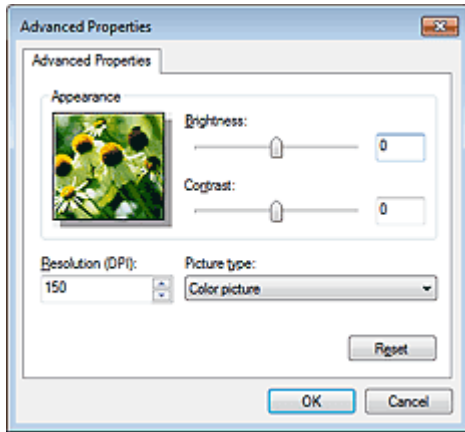 Advanced Properties
Advanced Properties
Appearance
Brightness:
0
Contrast:
0
Resolution (DPI):
Picture type:
150
Color picture
Reset
OK
Cancel